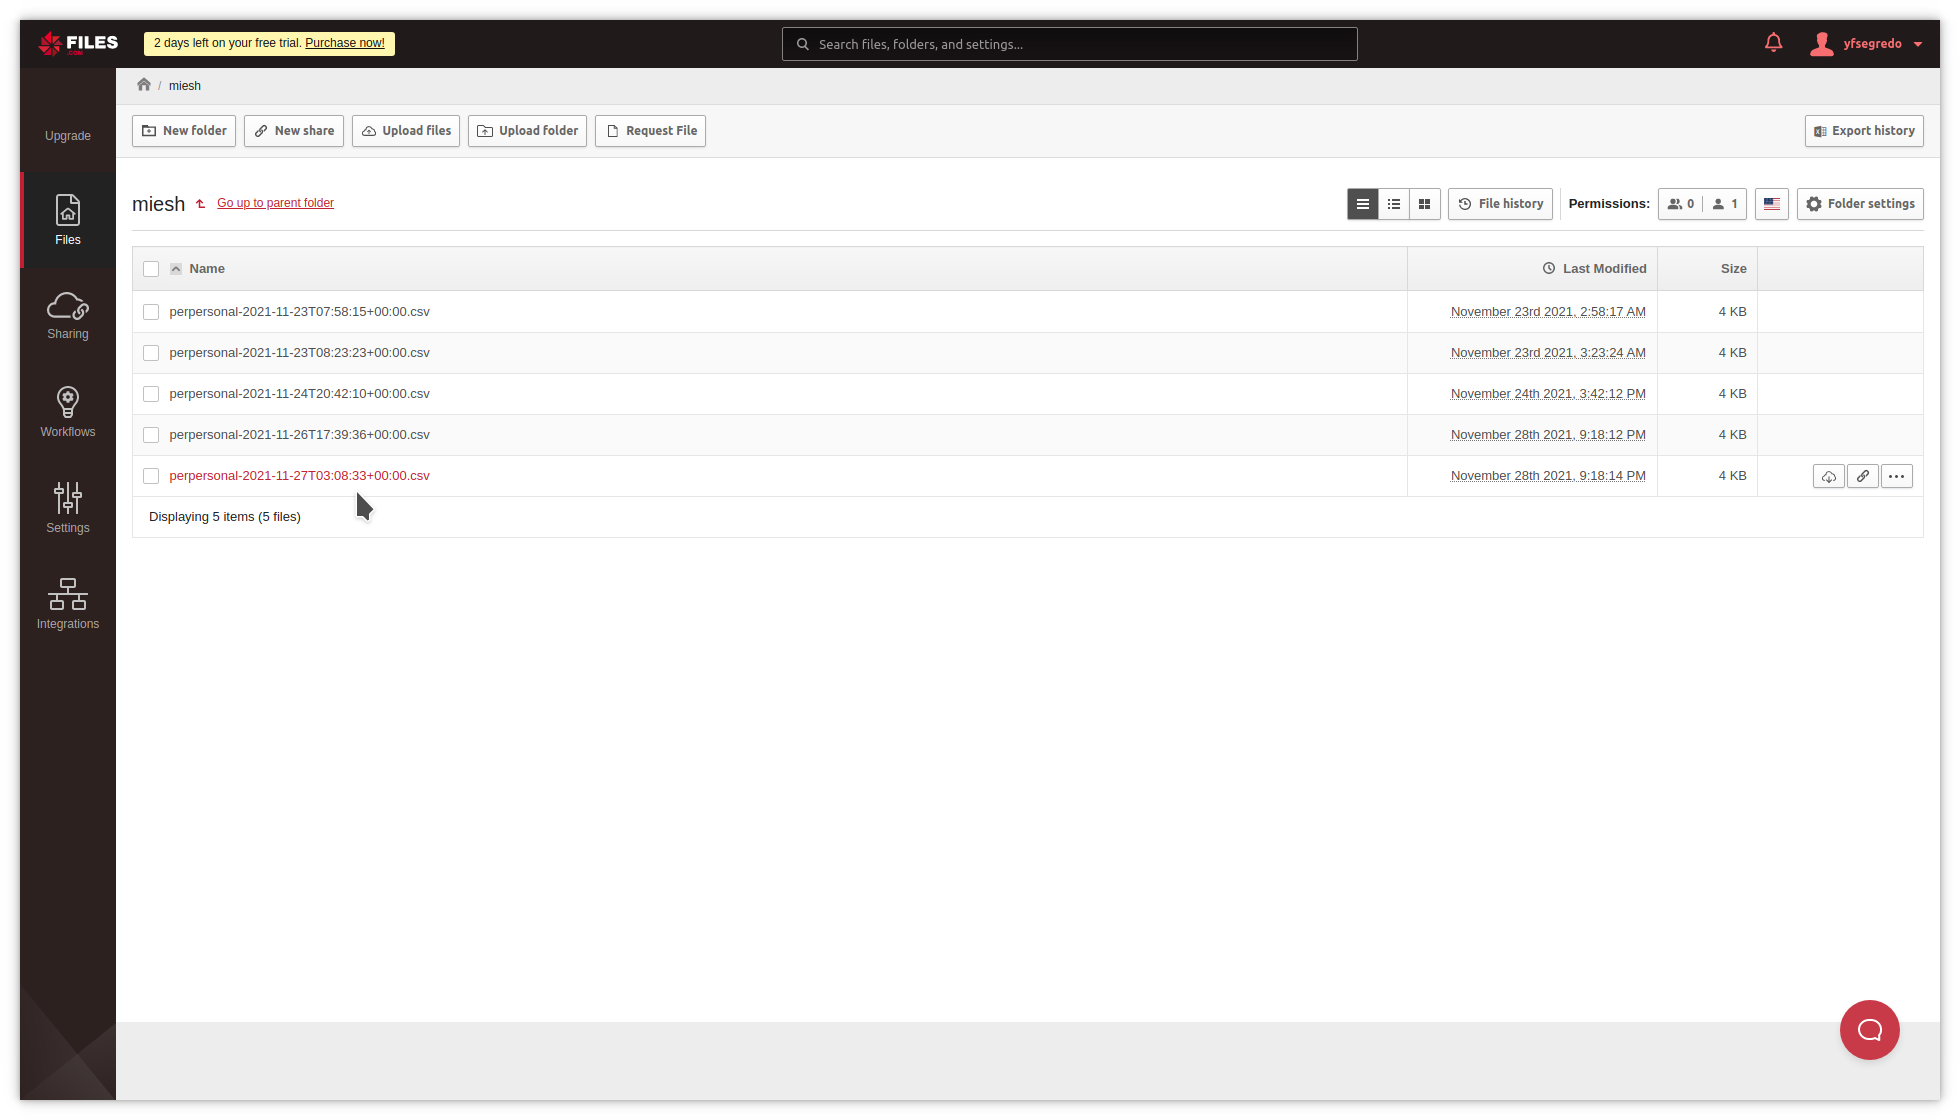 FILES
.COM
2 days left on your free trial. Purchase now!
Search files, folders, and settings...
yfsegredo
/ miesh
Upgrade
New folder
New share
Upload files
Upload folder
Request File
Export history
Files
miesh Go up to parent folder
File history
Permissions: 0 1
Folder settings
Name Last Modified Size
perpersonal-2021-11-23T07:58:15+00:00.csv November 23rd 2021, 2:58:17 AM 4 KB
perpersonal-2021-11-23T08:23:23+00:00.csv November 23rd 2021, 3:23:24 AM 4 KB
perpersonal-2021-11-24T20:42:10+00:00.csv November 24th 2021, 3:42:12 PM 4 KB
perpersonal-2021-11-26T17:39:36+00:00.csv November 28th 2021, 9:18:12 PM 4 KB
perpersonal-2021-11-27T03:08:33+00:00.csv November 28th 2021, 9:18:14 PM 4 KB
Displaying 5 items (5 files)
Sharing
Workflows
Settings
Integrations